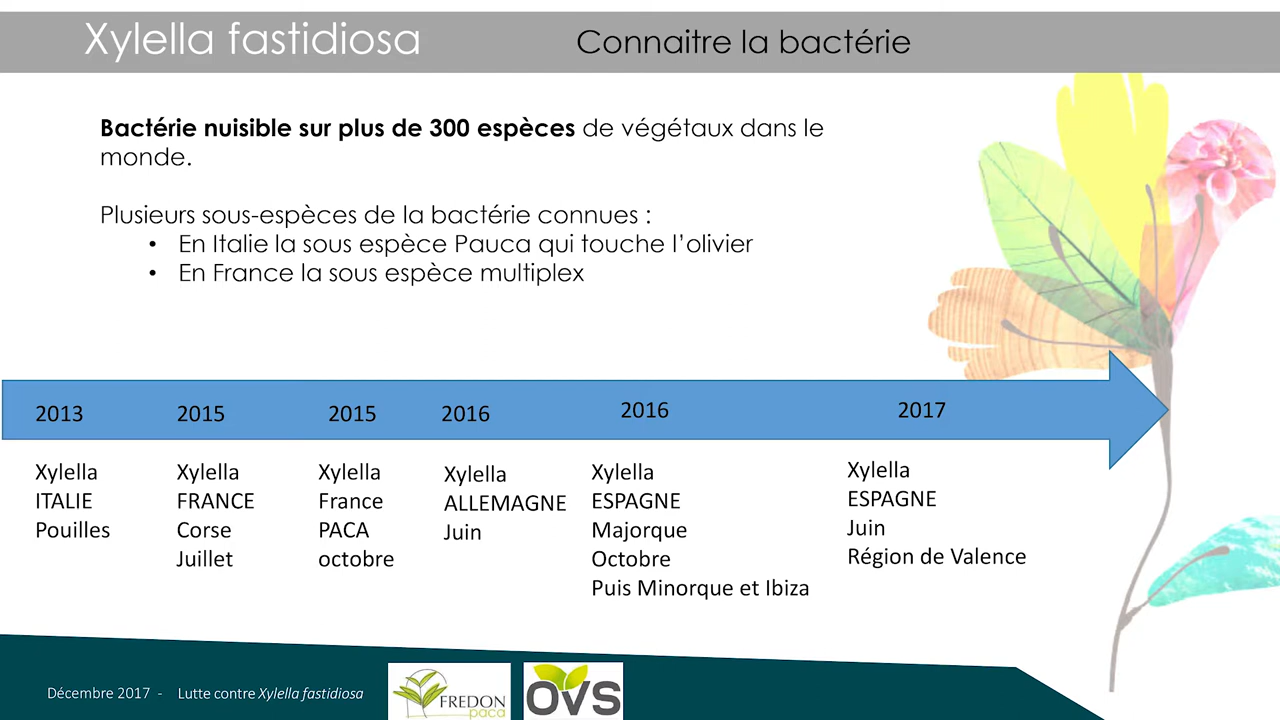 Xylella fastidiosa
Connaitre la bactérie
Bactérie nuisible sur plus de 300 espèces de végétaux dans le
monde.
Plusieurs sous-espèces de la bactérie connues :
• En Italie la sous espèce Pauca qui touche l’olivier
• En France la sous espèce multiplex
2013
2015
2015
2016
2016
2017
Xylella
ITALIE
Pouilles
Xylella
FRANCE
Corse
Juillet
Xylella
France
PACA
octobre
Xylella
ALLEMAGNE
Juin
Xylella
ESPAGNE
Majorque
Octobre
Puis Minorque et Ibiza
Xylella
ESPAGNE
Juin
Région de Valence
Décembre 2017 - Lutte contre Xylella fastidiosa
FREDON
paca
OVS